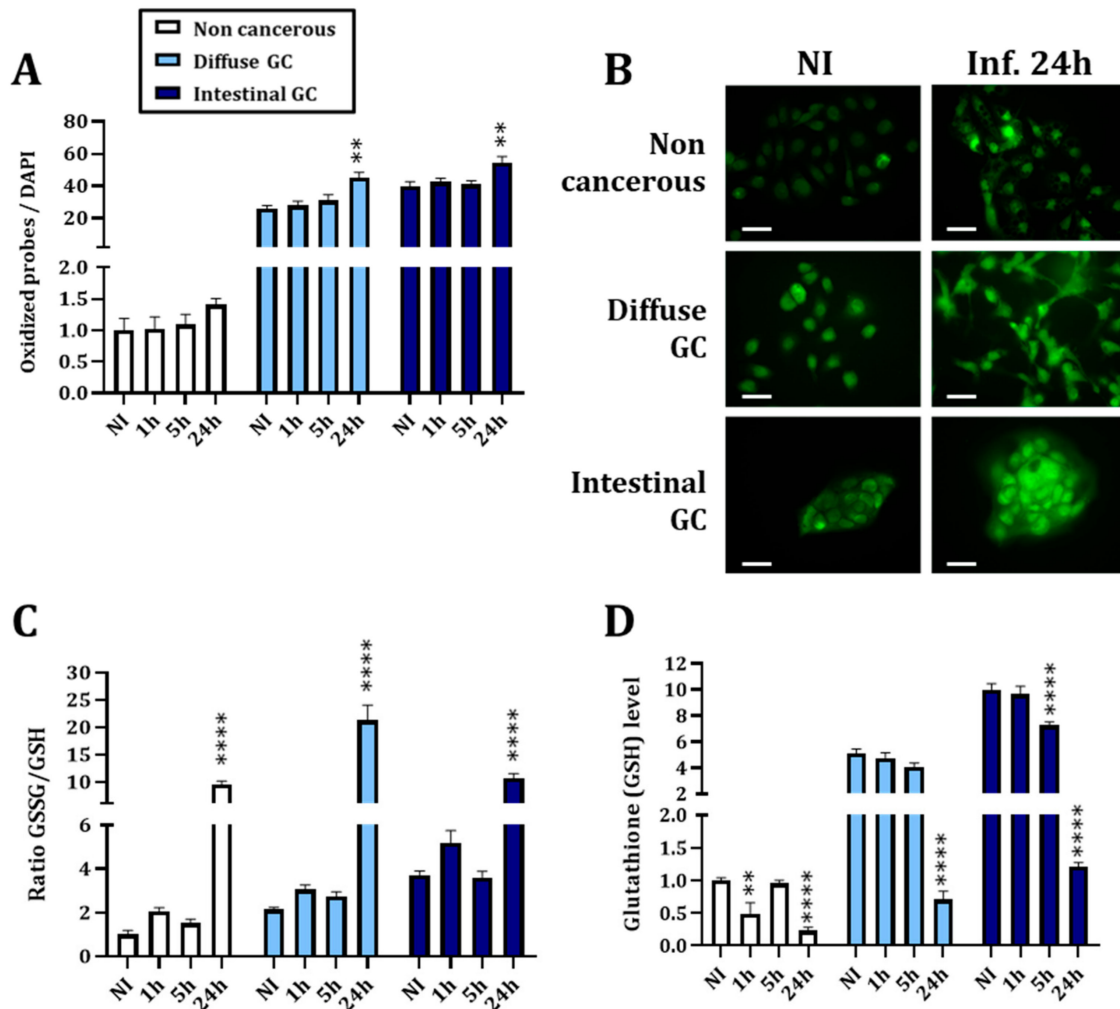 Non cancerous
Diffuse GC
Intestinal GC
A
Oxidized probes / DAPI
80
60
40
20
2.0
1.5
1.0
0.5
0.0
**
**
NI 1h 5h 24h NI 1h 5h 24h NI 1h 5h 24h
B
NI Inf. 24h
Non
cancerous
Diffuse
GC
Intestinal
GC
C
Ratio GSSG/GSH
30
25
20
15
10
6
4
2
0
****
****
****
NI 1h 5h 24h NI 1h 5h 24h NI 1h 5h 24h
D
Glutathione (GSH) level
12
10
8
6
4
2
2.0
1.5
1.0
0.5
0.0
**
****
****
****
****
NI 1h 5h 24h NI 1h 5h 24h NI 1h 5h 24h